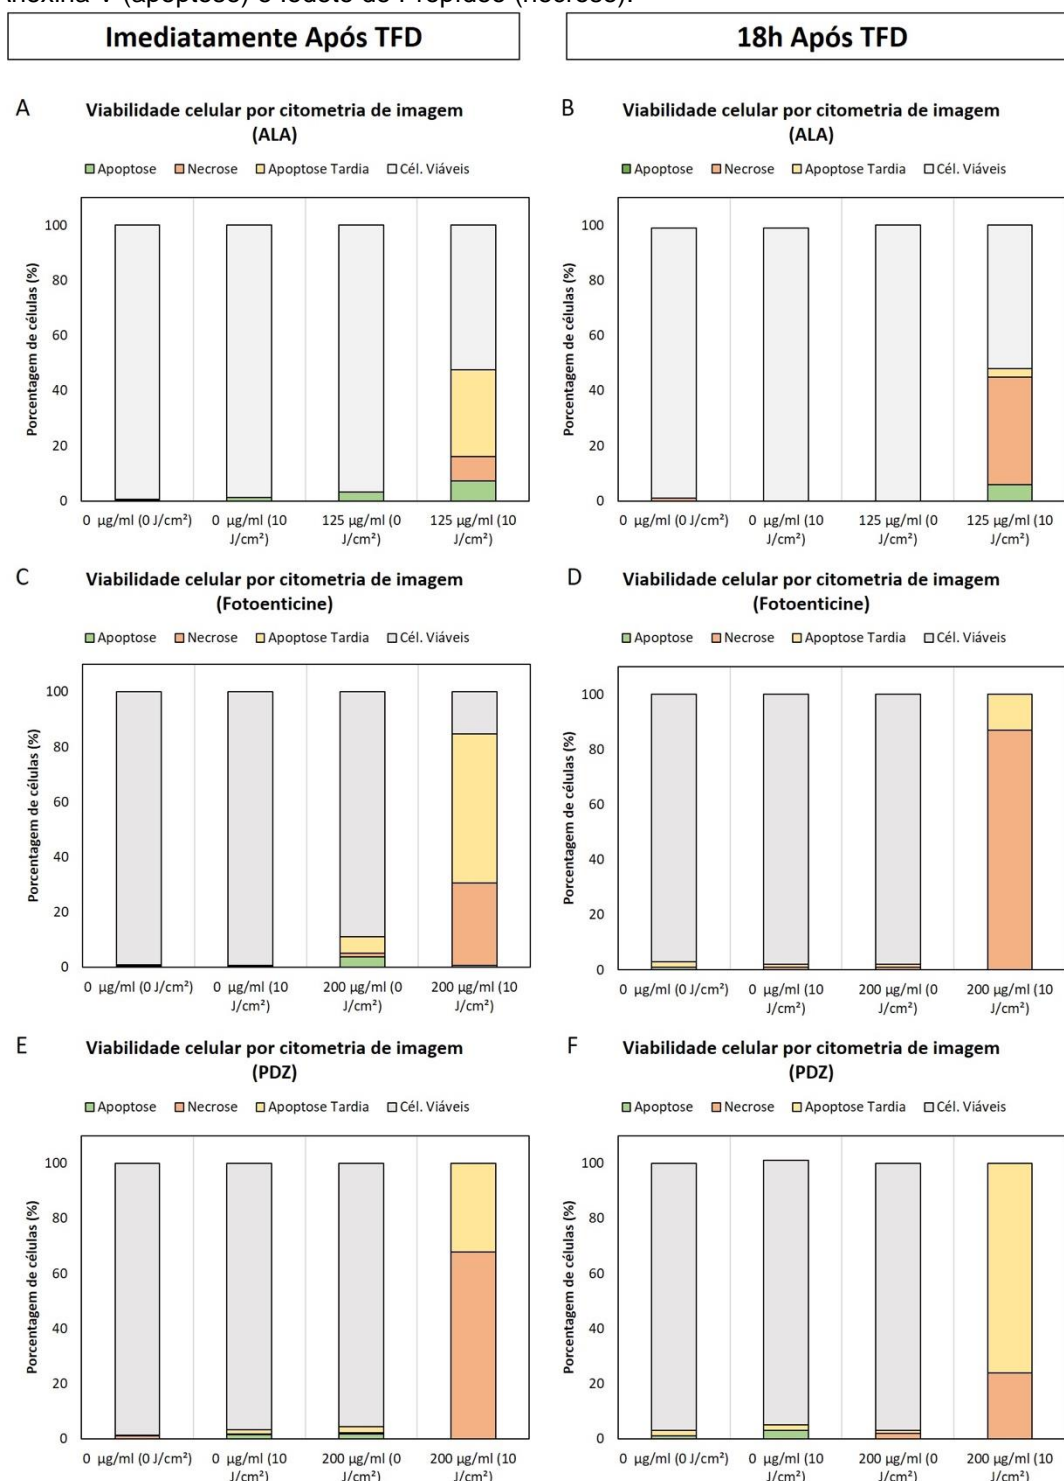 Anexina V (apoptose) e Iodeto de Propídeo (necrose).
Imediatamente Após TFD
18h Após TFD
A
Viabilidade celular por citometria de imagem
(ALA)
Apoptose Necrose Apoptose Tardia Cél. Viáveis
Porcentagem de células (%)
100
80
60
40
20
0
0 µg/ml (0 J/cm²)
0 µg/ml (10
J/cm²)
125 µg/ml (0
J/cm²)
125 µg/ml (10
J/cm²)
B
Viabilidade celular por citometria de imagem
(ALA)
Apoptose Necrose Apoptose Tardia Cél. Viáveis
Porcentagem de células (%)
100
80
60
40
20
0
0 µg/ml (0 J/cm²)
0 µg/ml (10
J/cm²)
125 µg/ml (0
J/cm²)
125 µg/ml (10
J/cm²)
C
Viabilidade celular por citometria de imagem
(Fotoenticine)
Apoptose Necrose Apoptose Tardia Cél. Viáveis
Porcentagem de células (%)
100
80
60
40
20
0
0 µg/ml (0 J/cm²)
0 µg/ml (10
J/cm²)
200 µg/ml (0
J/cm²)
200 µg/ml (10
J/cm²)
D
Viabilidade celular por citometria de imagem
(Fotoenticine)
Apoptose Necrose Apoptose Tardia Cél. Viáveis
Porcentagem de células (%)
100
80
60
40
20
0
0 µg/ml (0 J/cm²)
0 µg/ml (10
J/cm²)
200 µg/ml (0
J/cm²)
200 µg/ml (10
J/cm²)
E
Viabilidade celular por citometria de imagem
(PDZ)
Apoptose Necrose Apoptose Tardia Cél. Viáveis
Porcentagem de células (%)
100
80
60
40
20
0
0 µg/ml (0 J/cm²)
0 µg/ml (10
J/cm²)
200 µg/ml (0
J/cm²)
200 µg/ml (10
J/cm²)
F
Viabilidade celular por citometria de imagem
(PDZ)
Apoptose Necrose Apoptose Tardia Cél. Viáveis
Porcentagem de células (%)
100
80
60
40
20
0
0 µg/ml (0 J/cm²)
0 µg/ml (10
J/cm²)
200 µg/ml (0
J/cm²)
200 µg/ml (10
J/cm²)